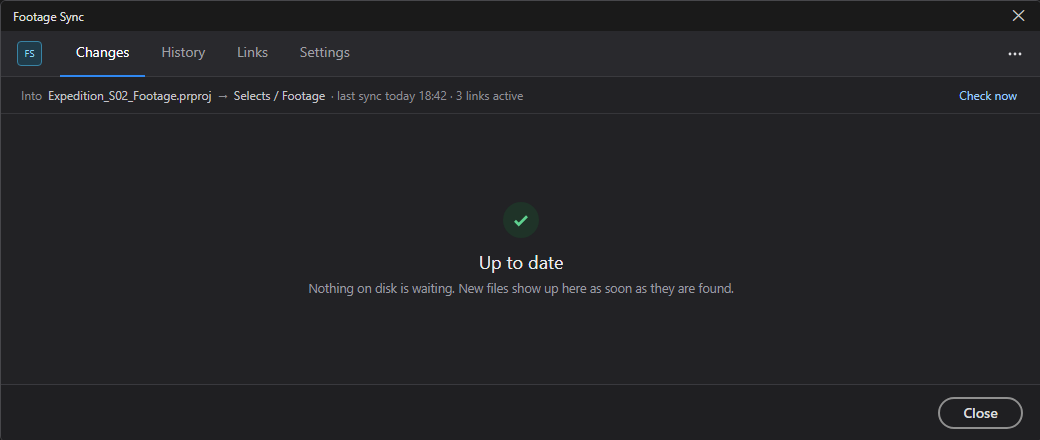 Footage Sync
FS Changes History Links Settings
Into Expedition_S02_Footage.prproj → Selects / Footage · last sync today 18:42 · 3 links active Check now
Up to date
Nothing on disk is waiting. New files show up here as soon as they are found.
Close